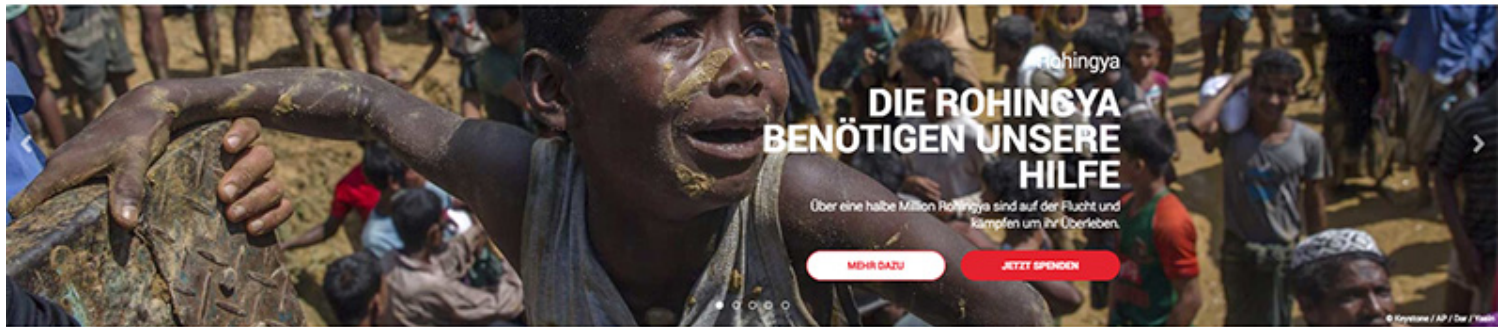 Rohingya
DIE ROHINGYA
BENÖTIGEN UNSERE
HILFE
Über eine halbe Million Rohingya sind auf der Flucht und
kämpfen um ihr Überleben.
MEHR DAZU
JETZT SPENDEN
© Keystone / AP / Dar / Yasin